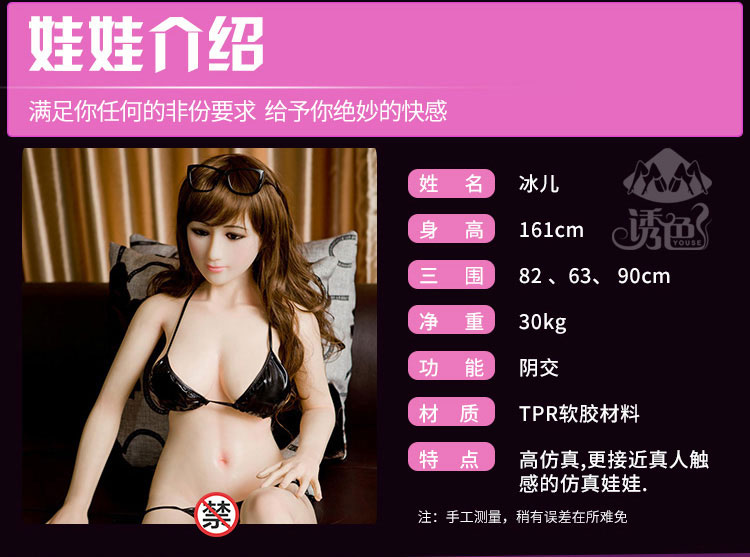 娃娃介绍
满足你任何的非份要求 给予你绝妙的快感
姓 名 冰儿
诱色
YOUSE
身 高 161cm
三 围 82 、63、 90cm
净 重 30kg
功 能 阴交
材 质 TPR软胶材料
特 点 高仿真,更接近真人触
感的仿真娃娃.
注：手工测量，稍有误差在所难免
禁